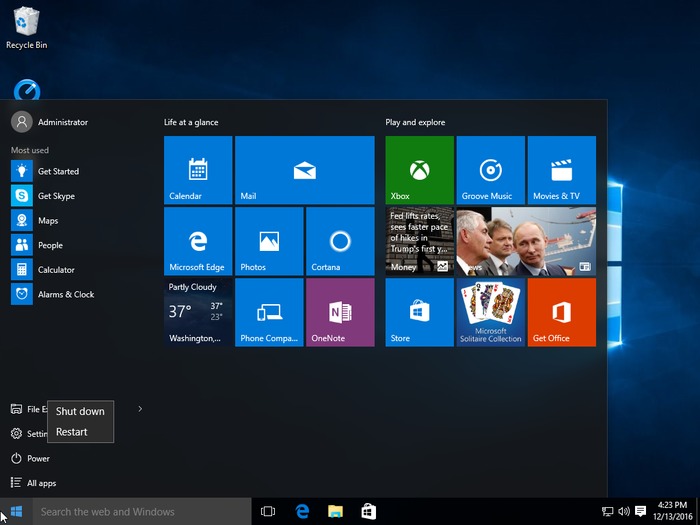 Recycle Bin
Administrator
Most used
Get Started
Get Skype
Maps
People
Calculator
Alarms & Clock
File Ex
Settin
Shut down
Restart
Power
All apps
Life at a glance
Calendar
Mail
Microsoft Edge
Photos
Cortana
Partly Cloudy
37°
37°
23°
Washington,...
Phone Compa...
OneNote
Play and explore
Xbox
Groove Music
Movies & TV
Fed lifts rates,
sees faster pace
of hikes in
Trump's first y...
Money
ews
Store
Microsoft
Solitaire Collection
Get Office
Search the web and Windows
4:23 PM
12/13/2016